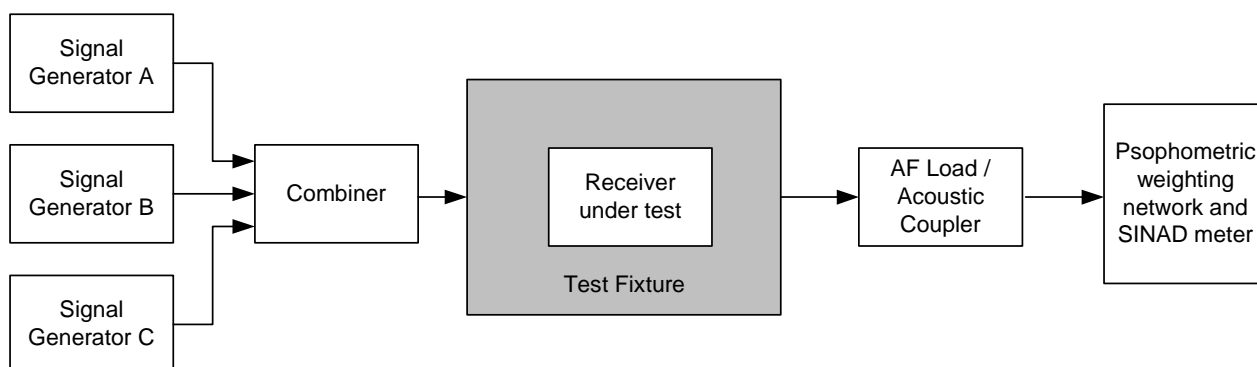 Signal
Generator A
Signal
Generator B
Signal
Generator C
Combiner
Receiver
under test
Test Fixture
AF Load /
Acoustic
Coupler
Psophometric
weighting
network and
SINAD meter